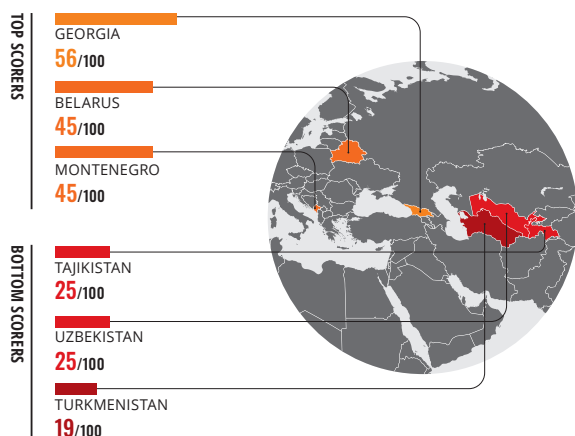 TOP SCORERS
GEORGIA
56/100
BELARUS
45/100
MONTENEGRO
45/100
BOTTOM SCORERS
TAJIKISTAN
25/100
UZBEKISTAN
25/100
TURKMENISTAN
19/100